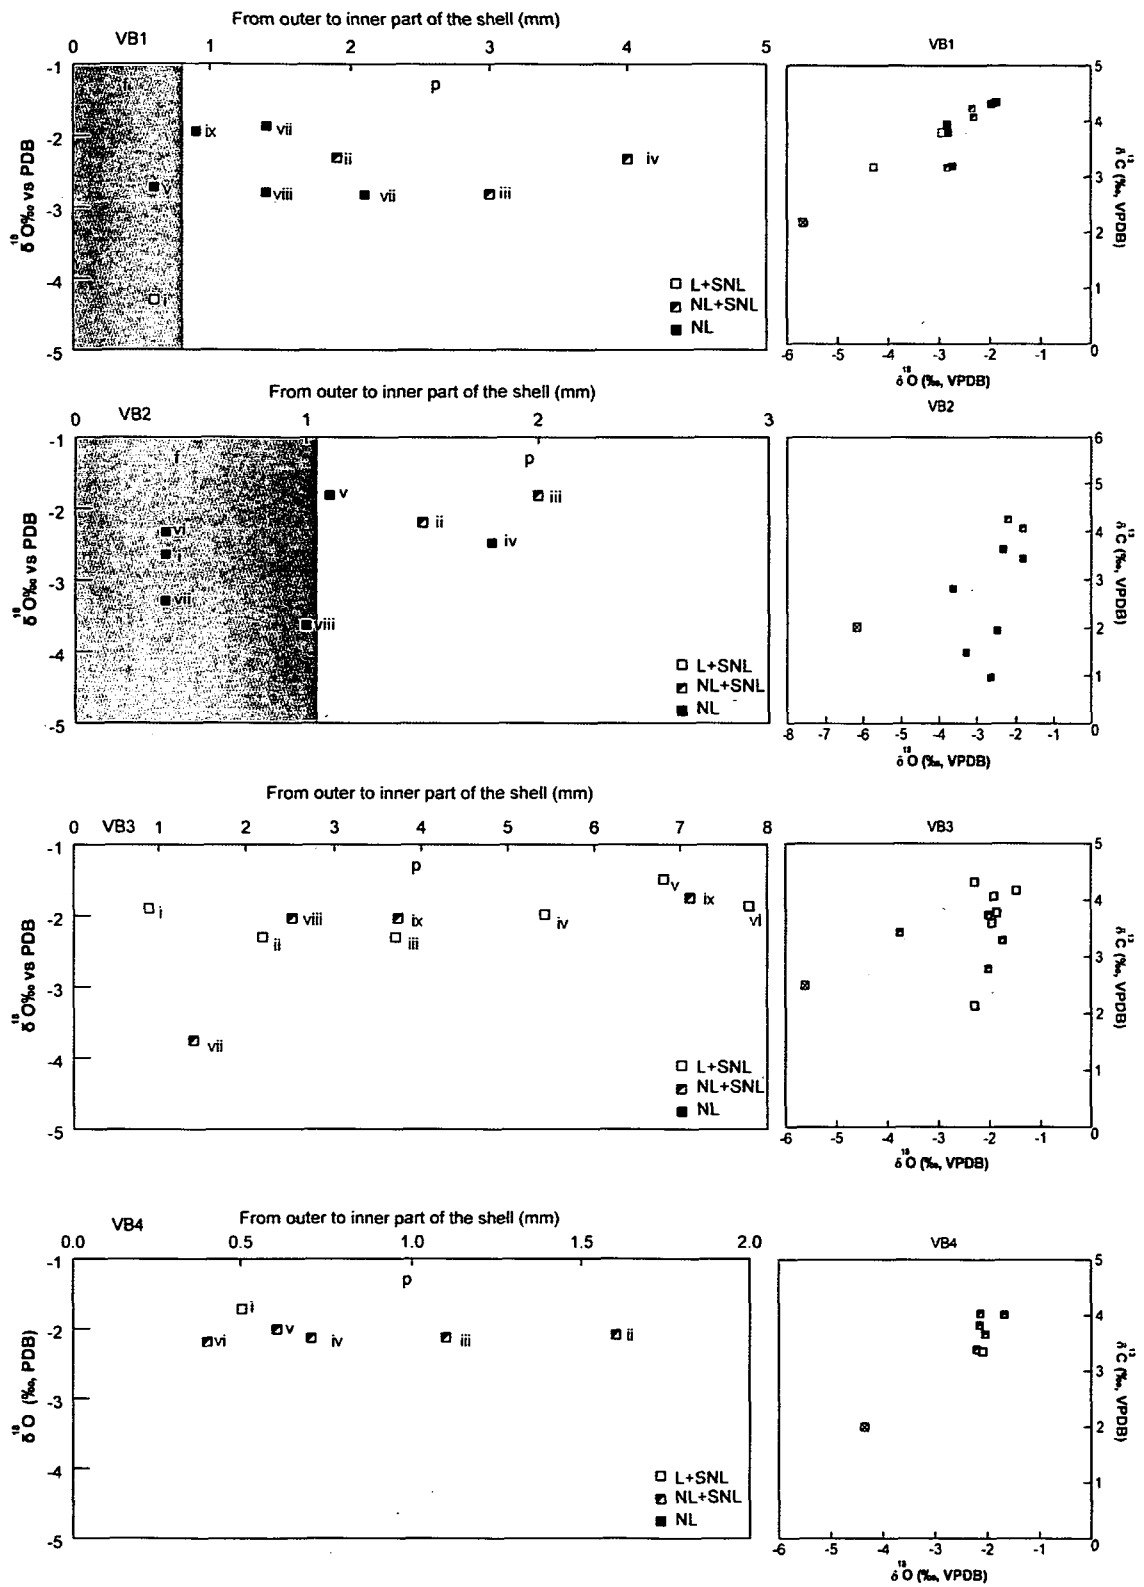 From outer to inner part of the shell (mm)
VB1
0 1 2 3 4 5
-1
-2
-3
-4
-5
δ18O‰ vs PDB
p
ix
vii
ii
iv
v
viii
vii
iii
i
L+SNL
NL+SNL
NL
VB1
5
4
3
2
1
0
δ13C (‰, VPDB)
-6 -5 -4 -3 -2 -1
δ18O (‰, VPDB)
From outer to inner part of the shell (mm)
VB2
0 1 2 3
-1
-2
-3
-4
-5
δ18O‰ vs PDB
f
p
v
iii
ii
vi
iv
i
vii
viii
L+SNL
NL+SNL
NL
VB2
6
5
4
3
2
1
0
δ13C (‰, VPDB)
-8 -7 -6 -5 -4 -3 -2 -1
δ18O (‰, VPDB)
From outer to inner part of the shell (mm)
0 VB3 1 2 3 4 5 6 7 8
-1
-2
-3
-4
-5
δ18O‰ vs PDB
p
v
ix
i
viii
ix
iv
vi
ii
iii
vii
L+SNL
NL+SNL
NL
VB3
5
4
3
2
1
0
δ13C (‰, VPDB)
-6 -5 -4 -3 -2 -1
δ18O (‰, VPDB)
From outer to inner part of the shell (mm)
VB4
0.0 0.5 1.0 1.5 2.0
-1
-2
-3
-4
-5
δ18O (‰, PDB)
p
i
vi
v
iv
iii
ii
L+SNL
NL+SNL
NL
VB4
5
4
3
2
1
0
δ13C (‰, VPDB)
-6 -5 -4 -3 -2 -1
δ18O (‰, VPDB)